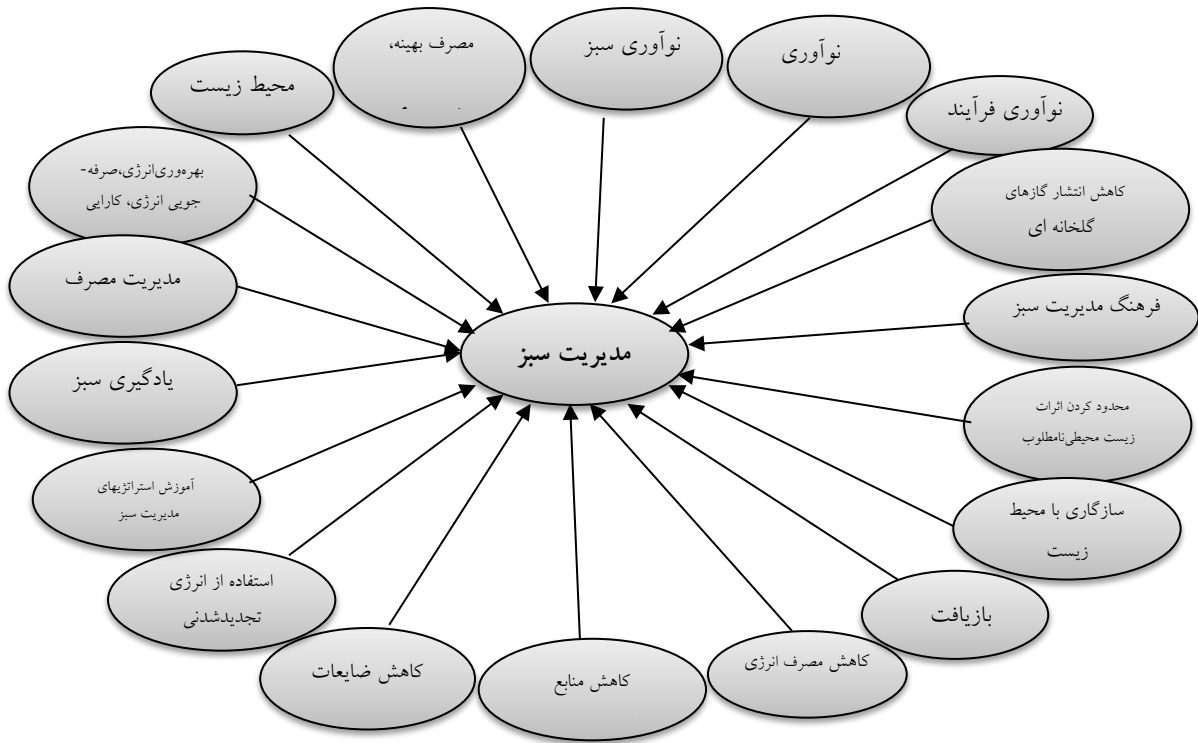 نوآوری
نوآوری سبز
مصرف بهینه،
محیط زیست
نوآوری فرآیند
بهره‌وری‌انرژی،صرفه-
جویی انرژی، کارایی
کاهش انتشار گازهای
گلخانه ای
مدیریت مصرف
فرهنگ مدیریت سبز
مدیریت سبز
یادگیری سبز
محدود کردن اثرات
زیست محیطی‌نامطلوب
آموزش استراتژیهای
مدیریت سبز
سازگاری با محیط
زیست
استفاده از انرژی
تجدیدشدنی
بازیافت
کاهش مصرف انرژی
کاهش منابع
کاهش ضایعات